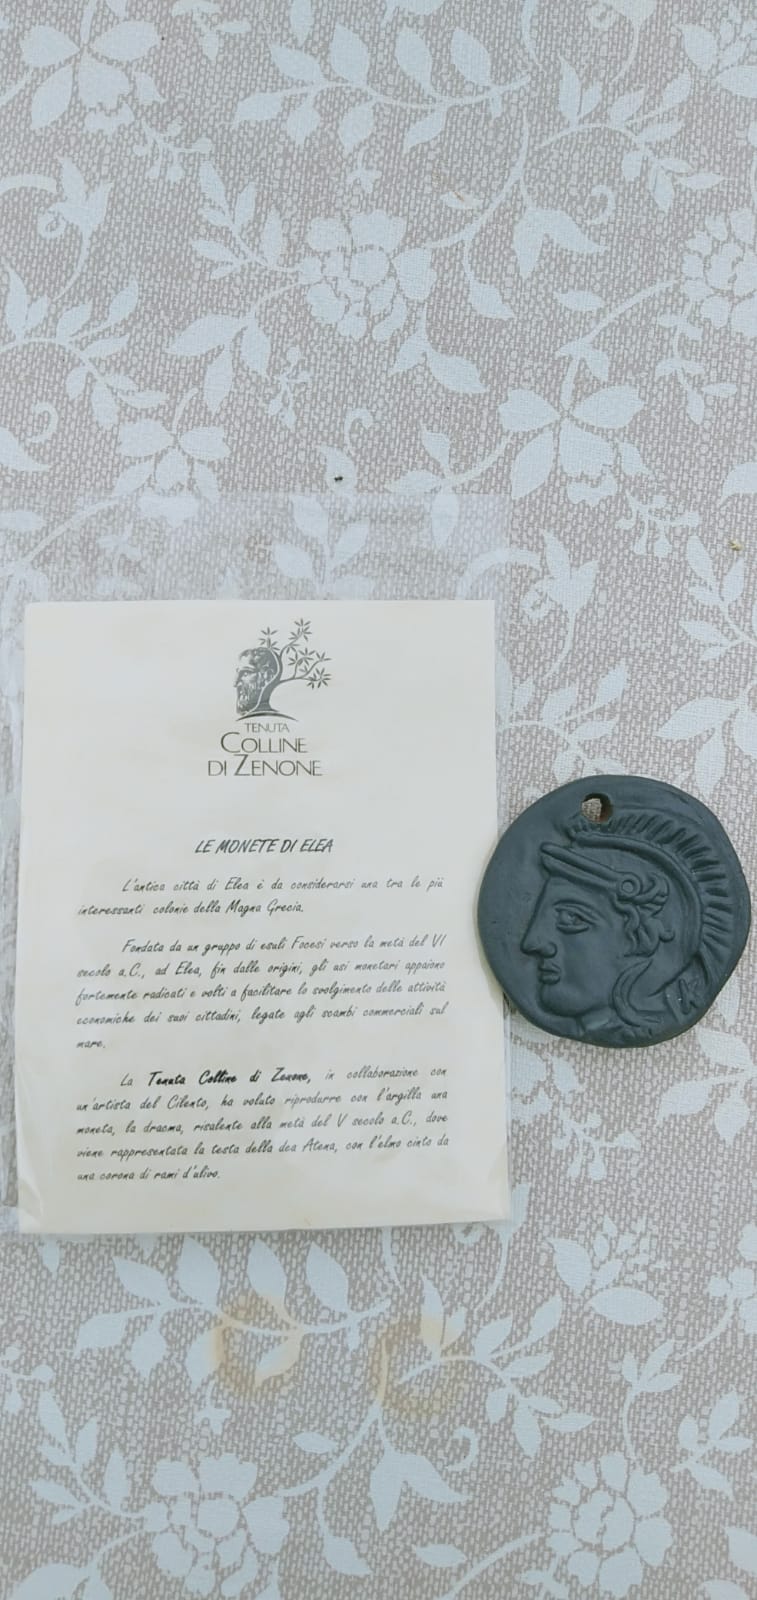 TENUTA
COLLINE
DI ZENONE
LE MONETE DI ELEA
L'antica città di Elea è da considerarsi una tra le più
interessanti colonie della Magna Grecia.
Fondata da un gruppo di esuli Focesi verso la metà del VI
secolo a.C., ad Elea, fin dalle origini, gli usi monetari appaiono
fortemente radicati e volti a facilitare lo svolgimento delle attività
economiche dei suoi cittadini, legate agli scambi commerciali sul
mare.
La Tenuta Colline di Zenone, in collaborazione con
un'artista del Cilento, ha voluto riprodurre con l'argilla una
moneta, la dracma, risalente alla metà del V secolo a.C., dove
viene rappresentata la testa della dea Atena, con l'elmo cinto da
una corona di rami d'ulivo.